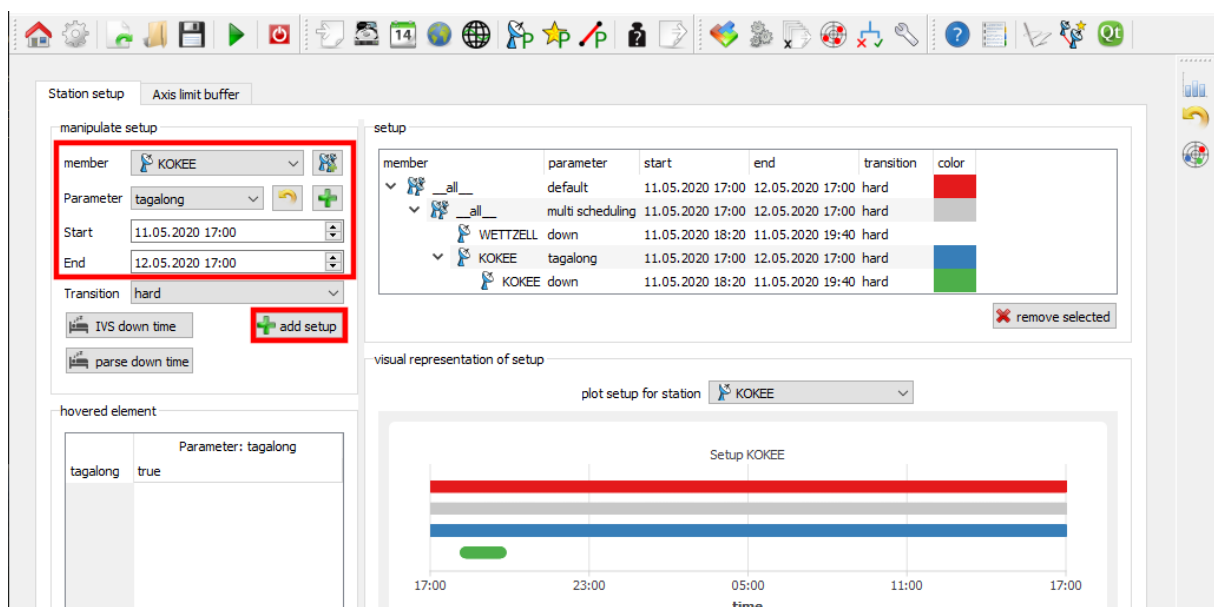 14 P P P ? ? Qt
Station setup Axis limit buffer
manipulate setup
member KOKEE
Parameter tagalong
Start 11.05.2020 17:00
End 12.05.2020 17:00
Transition hard
IVS down time add setup
parse down time
hovered element
Parameter: tagalong
tagalong true
setup
member parameter start end transition color
__all__ default 11.05.2020 17:00 12.05.2020 17:00 hard
__all__ multi scheduling 11.05.2020 17:00 12.05.2020 17:00 hard
WETTZELL down 11.05.2020 18:20 11.05.2020 19:40 hard
KOKEE tagalong 11.05.2020 17:00 12.05.2020 17:00 hard
KOKEE down 11.05.2020 18:20 11.05.2020 19:40 hard
remove selected
visual representation of setup
plot setup for station KOKEE
Setup KOKEE
17:00 23:00 05:00 11:00 17:00
time